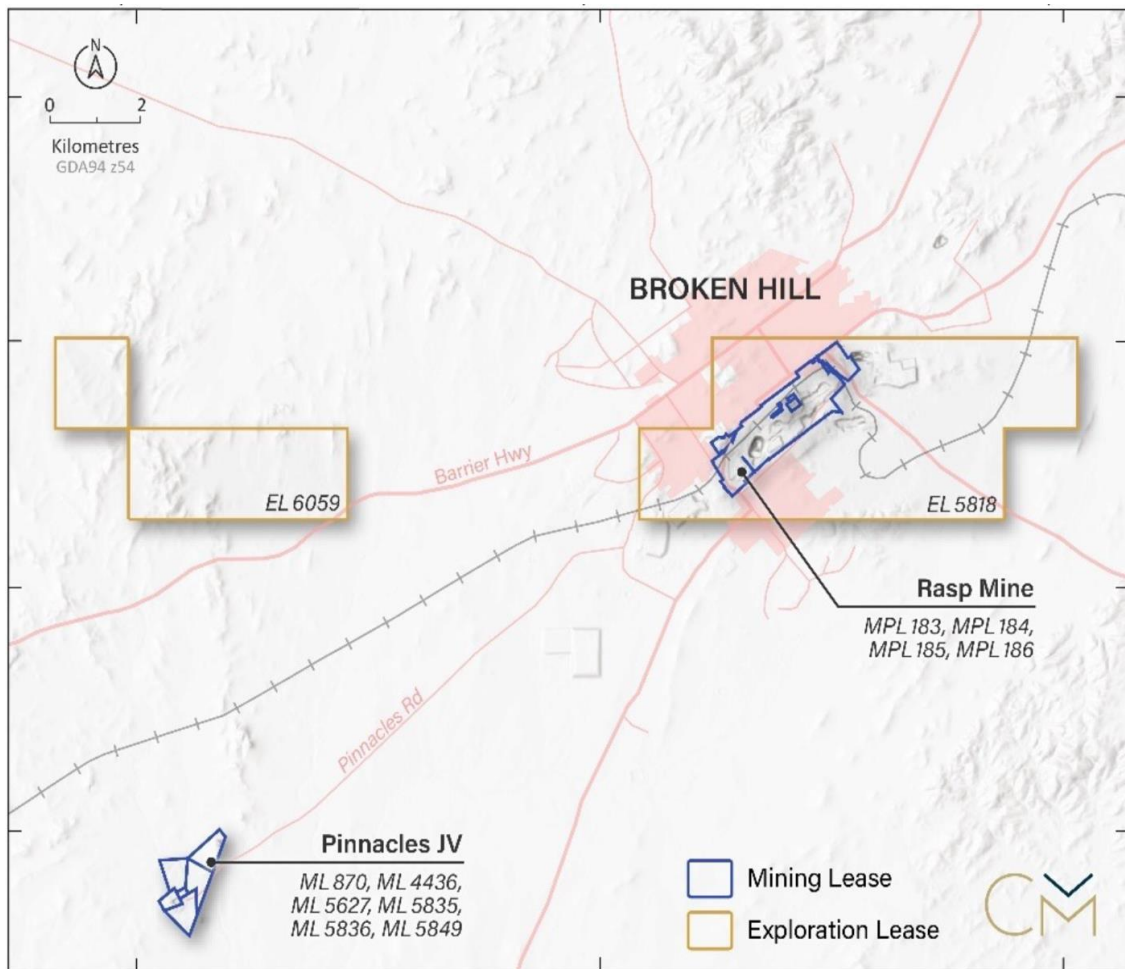 N
0 2
Kilometres
GDA94 z54
BROKEN HILL
Barrier Hwy
EL 6059
EL 5818
Rasp Mine
MPL 183, MPL 184,
MPL 185, MPL 186
Pinnacles Rd
Pinnacles JV
ML 870, ML 4436,
ML 5627, ML 5835,
ML 5836, ML 5849
Mining Lease
Exploration Lease
CM